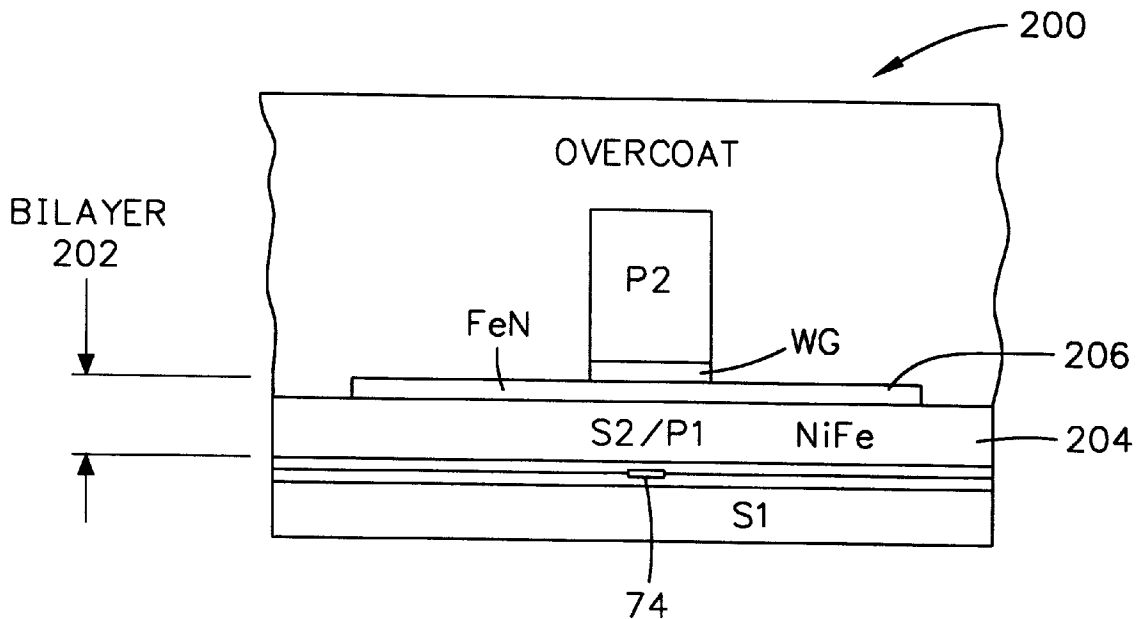 200
OVERCOAT
BILAYER
202
P2
FeN
WG
206
S2/P1 NiFe
204
S1
74